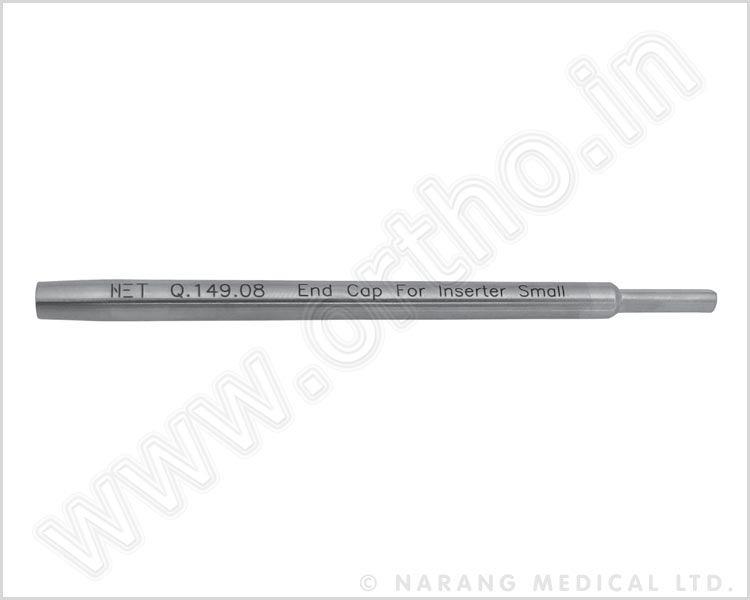 www.ortho.in
NET Q.149.08 End Cap For Inserter Small
© NARANG MEDICAL LTD.